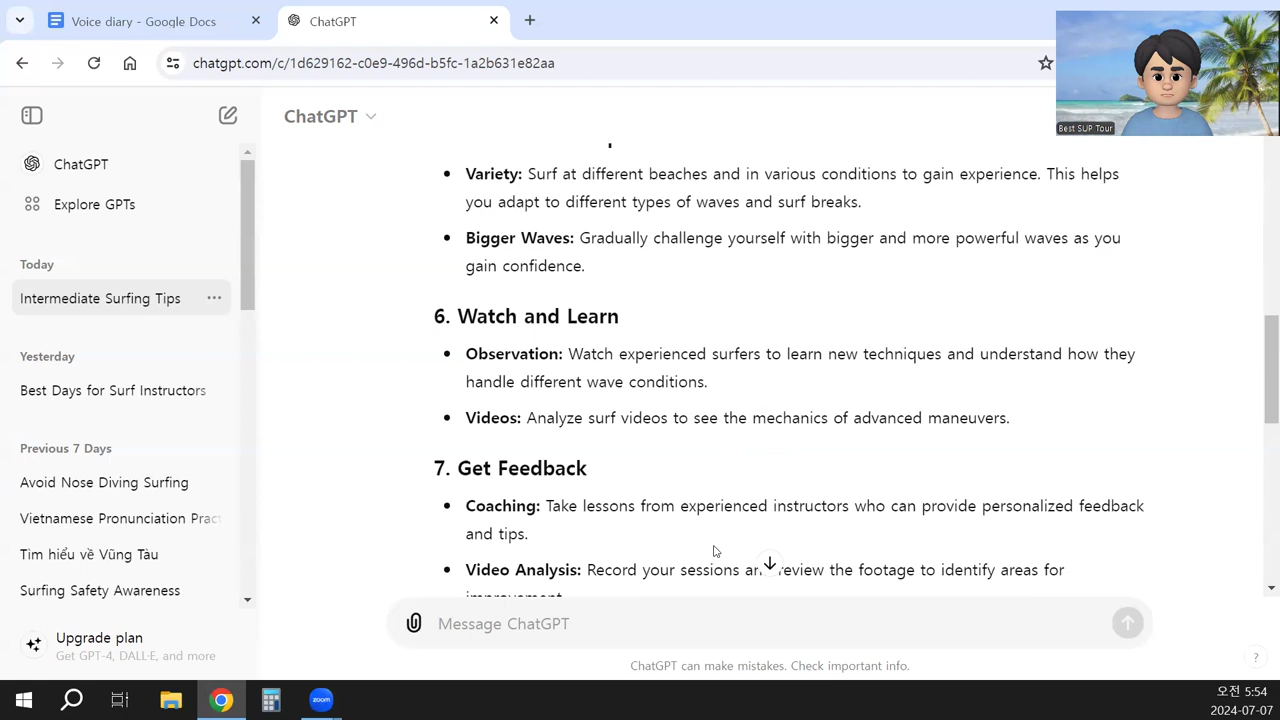 Voice diary - Google Docs
ChatGPT
chatgpt.com/c/1d629162-c0e9-496d-b5fc-1a2b631e82aa
Best SUP Tour
ChatGPT
ChatGPT
Explore GPTs
Today
Intermediate Surfing Tips
Yesterday
Best Days for Surf Instructors
Previous 7 Days
Avoid Nose Diving Surfing
Vietnamese Pronunciation Pract
Tìm hiểu về Vũng Tàu
Surfing Safety Awareness
Upgrade plan
Get GPT-4, DALL·E, and more
Variety: Surf at different beaches and in various conditions to gain experience. This helps
you adapt to different types of waves and surf breaks.
Bigger Waves: Gradually challenge yourself with bigger and more powerful waves as you
gain confidence.
6. Watch and Learn
Observation: Watch experienced surfers to learn new techniques and understand how they
handle different wave conditions.
Videos: Analyze surf videos to see the mechanics of advanced maneuvers.
7. Get Feedback
Coaching: Take lessons from experienced instructors who can provide personalized feedback
and tips.
Video Analysis: Record your sessions and review the footage to identify areas for
improvement.
Message ChatGPT
ChatGPT can make mistakes. Check important info.
?
zoom
오전 5:54
2024-07-07